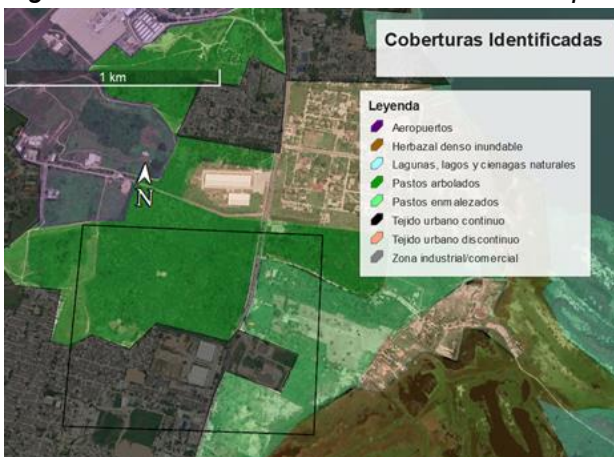 Coberturas Identificadas
1 km
N
Leyenda
Aeropuertos
Herbazal denso inundable
Lagunas, lagos y cienagas naturales
Pastos arbolados
Pastos enmalezados
Tejido urbano continuo
Tejido urbano discontinuo
Zona industrial/comercial